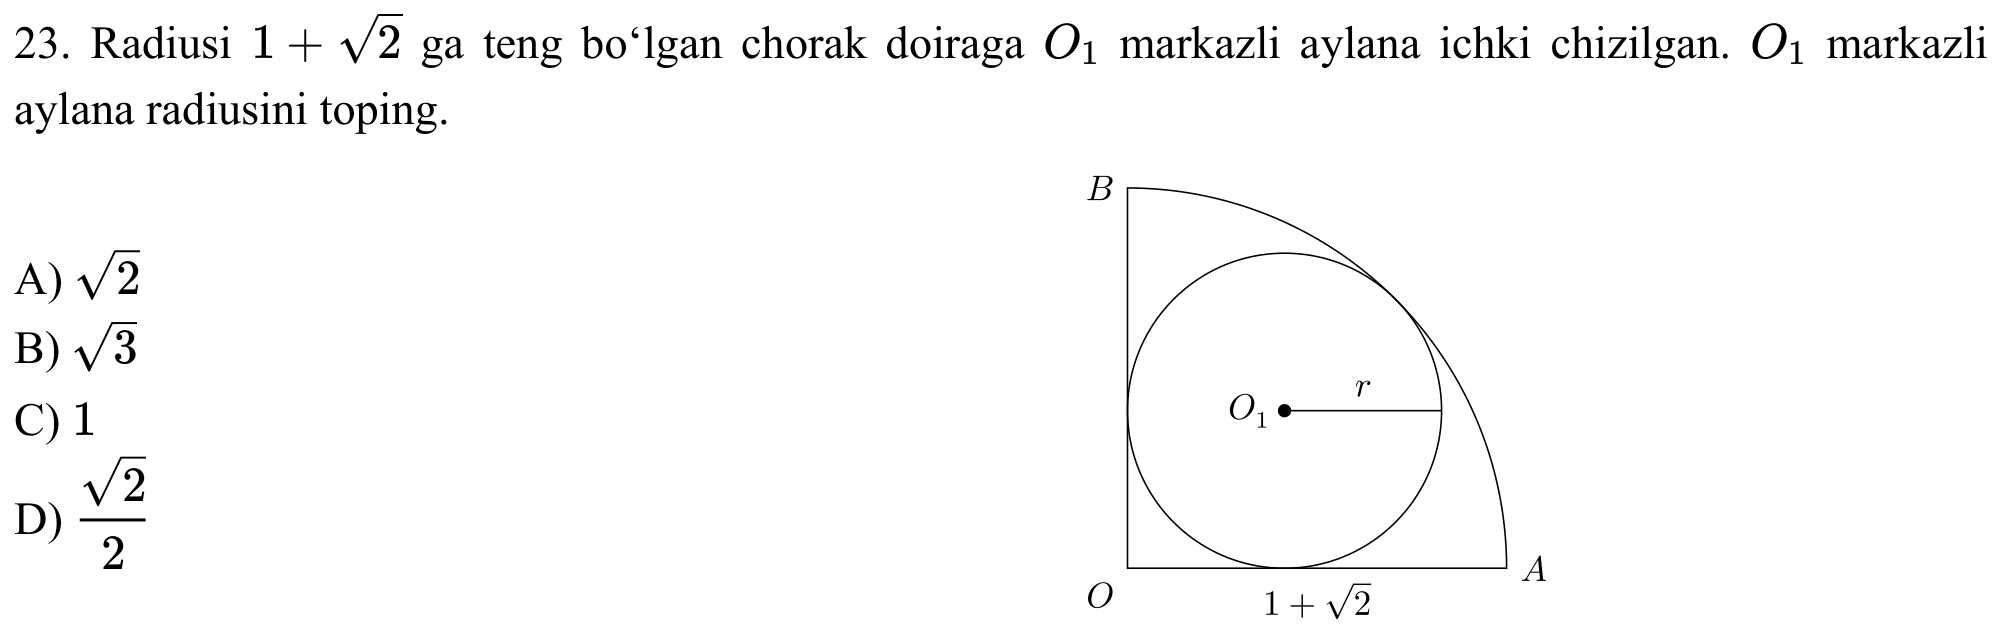 23. Radiusi 1 + √2 ga teng bo‘lgan chorak doiraga O₁ markazli aylana ichki chizilgan. O₁ markazli
aylana radiusini toping.
A) √2
B) √3
C) 1
D) √2/2
B
r
O₁
A
O
1 + √2